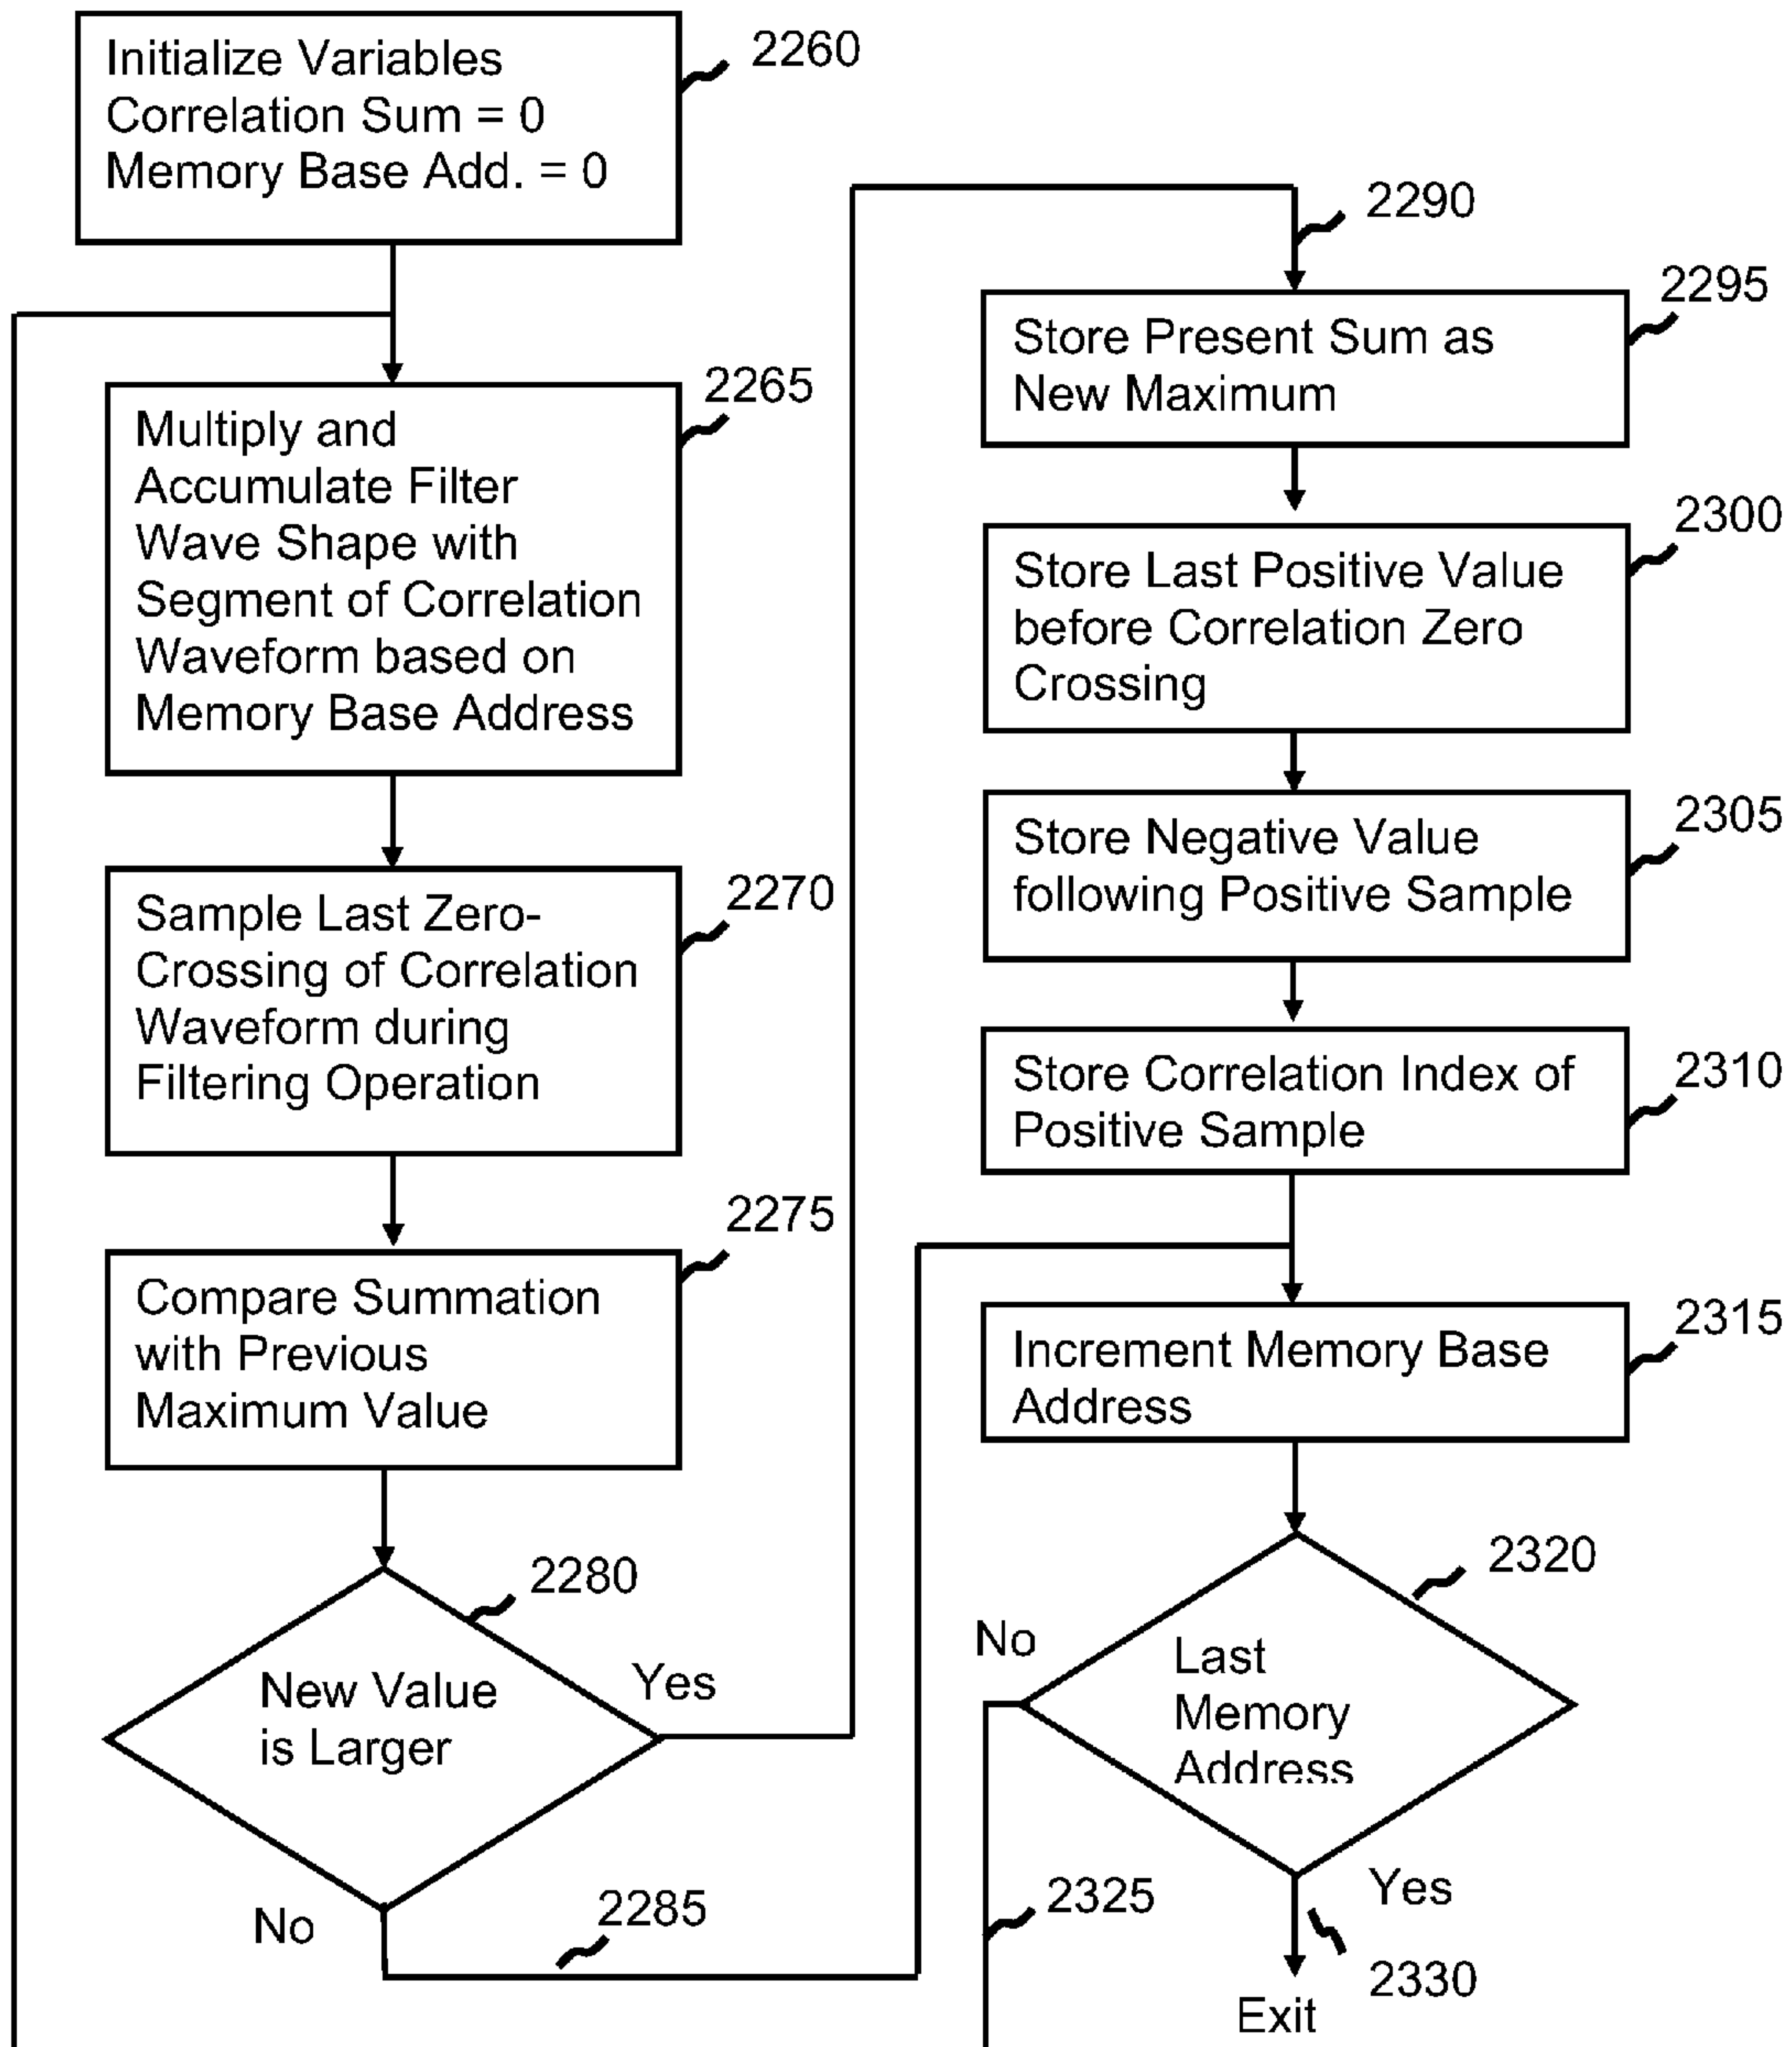 Initialize Variables
Correlation Sum = 0
Memory Base Add. = 0
2260
Multiply and
Accumulate Filter
Wave Shape with
Segment of Correlation
Waveform based on
Memory Base Address
2265
Sample Last Zero-
Crossing of Correlation
Waveform during
Filtering Operation
2270
Compare Summation
with Previous
Maximum Value
2275
New Value
is Larger
2280
Yes
No
2285
2290
Store Present Sum as
New Maximum
2295
Store Last Positive Value
before Correlation Zero
Crossing
2300
Store Negative Value
following Positive Sample
2305
Store Correlation Index of
Positive Sample
2310
Increment Memory Base
Address
2315
Last
Memory
Address
2320
No
2325
Yes
2330
Exit